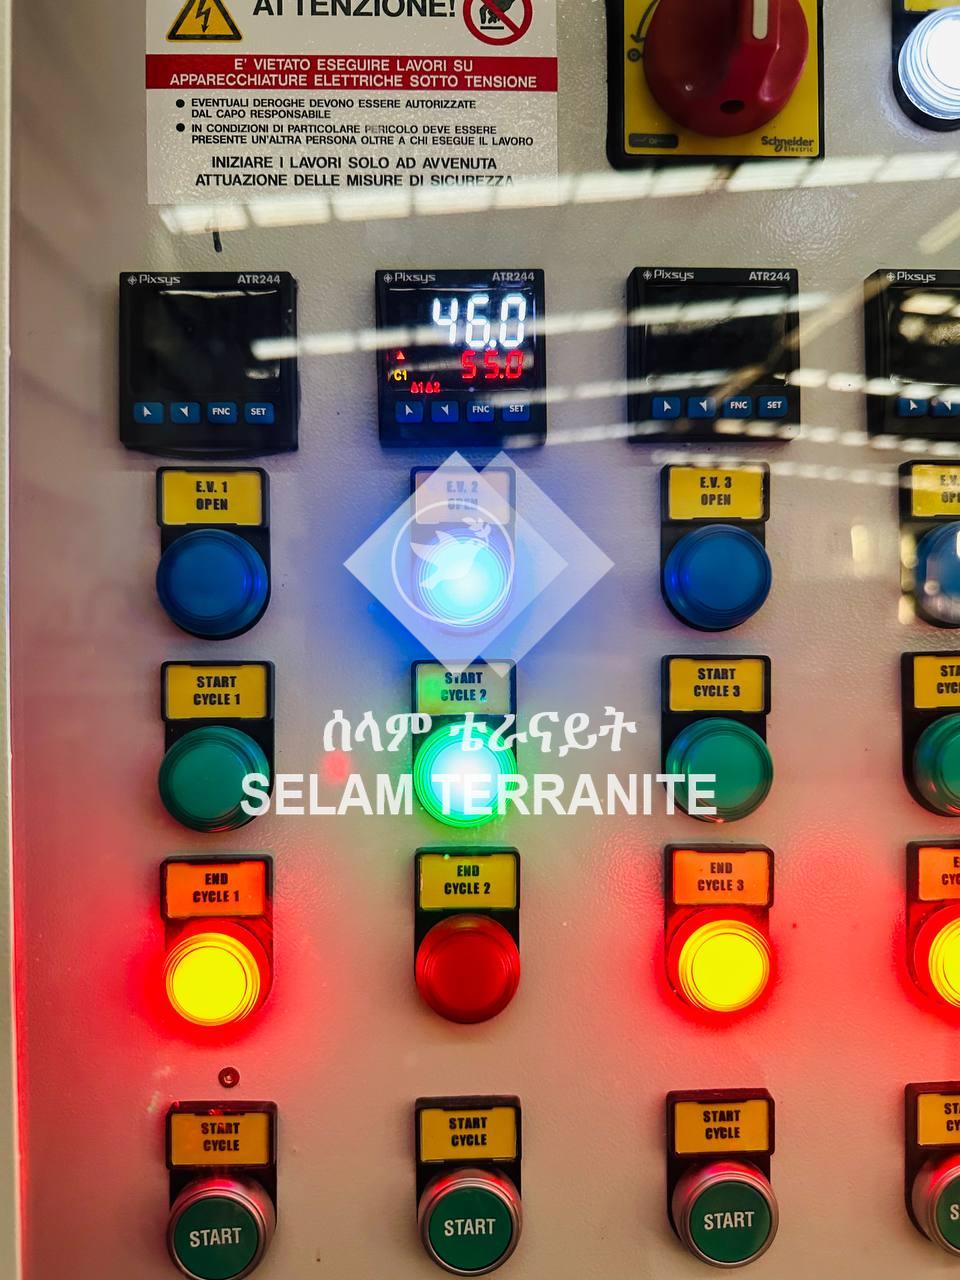 ATTENZIONE!
E' VIETATO ESEGUIRE LAVORI SU
APPARECCHIATURE ELETTRICHE SOTTO TENSIONE
EVENTUALI DEROGHE DEVONO ESSERE AUTORIZZATE
DAL CAPO RESPONSABILE
IN CONDIZIONI DI PARTICOLARE PERICOLO DEVE ESSERE
PRESENTE UN'ALTRA PERSONA OLTRE A CHI ESEGUE IL LAVORO
INIZIARE I LAVORI SOLO AD AVVENUTA
ATTUAZIONE DELLE MISURE DI SICUREZZA
Schneider
Electric
Pixsys ATR244
FNC SET
Pixsys ATR244
46.0
55.0
C1
A1 A2
FNC SET
Pixsys ATR244
FNC SET
Pixsys
E.V. 1
OPEN
E.V. 2
OPEN
E.V. 3
OPEN
START
CYCLE 1
START
CYCLE 2
START
CYCLE 3
ሰላም ቴራናይት
SELAM TERRANITE
END
CYCLE 1
END
CYCLE 2
END
CYCLE 3
START
CYCLE
START
CYCLE
START
CYCLE
START
START
START